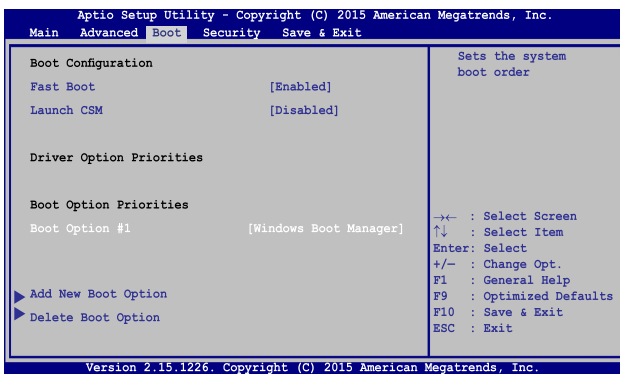 Aptio Setup Utility - Copyright (C) 2015 American Megatrends, Inc.
Main Advanced Boot Security Save & Exit
Boot Configuration
Fast Boot [Enabled]
Launch CSM [Disabled]
Driver Option Priorities
Boot Option Priorities
Boot Option #1 [Windows Boot Manager]
Add New Boot Option
Delete Boot Option
Sets the system
boot order
→← : Select Screen
↑↓ : Select Item
Enter: Select
+/— : Change Opt.
F1 : General Help
F9 : Optimized Defaults
F10 : Save & Exit
ESC : Exit
Version 2.15.1226. Copyright (C) 2015 American Megatrends, Inc.